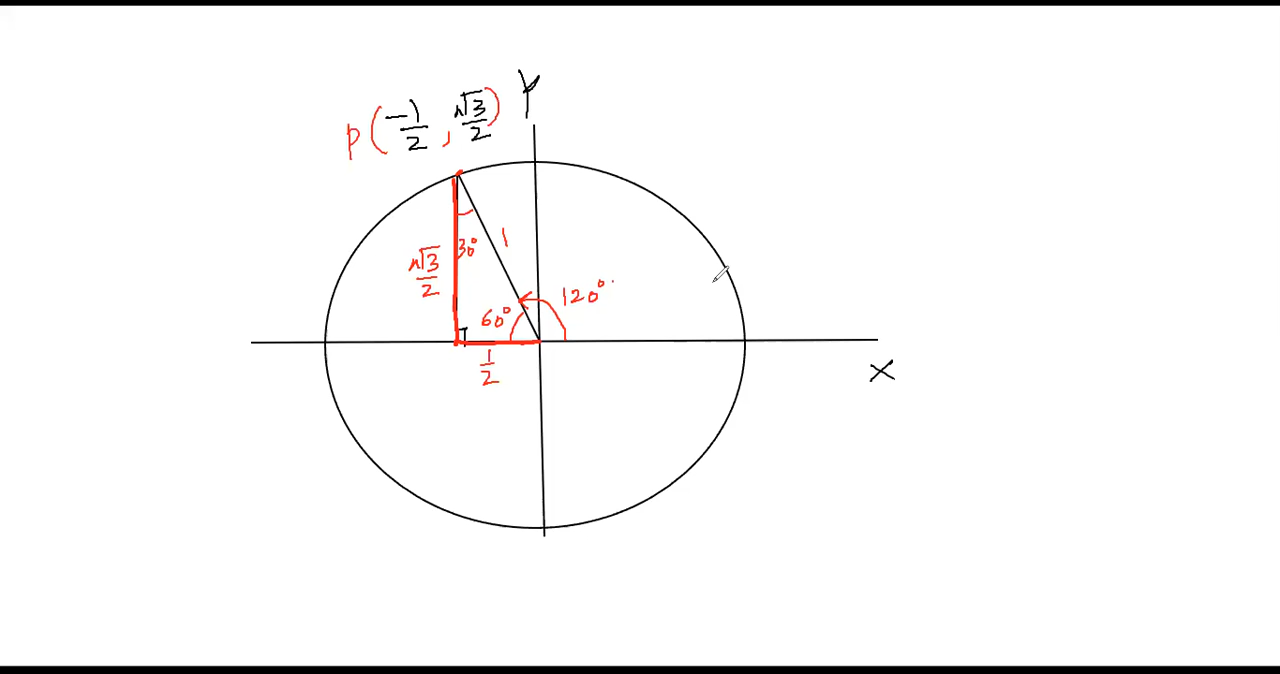 Y
P(-1/2, √3/2)
30°
1
√3/2
60°
120°
1/2
X